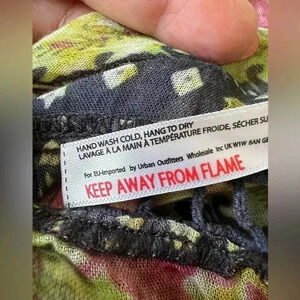 HAND WASH COLD, HANG TO DRY
LAVAGE À LA MAIN À TEMPÉRATURE FROIDE, SÉCHER SU
For EU-Imported by Urban Outfitters Wholesale Inc UK W1W 8AN
KEEP AWAY FROM FLAME